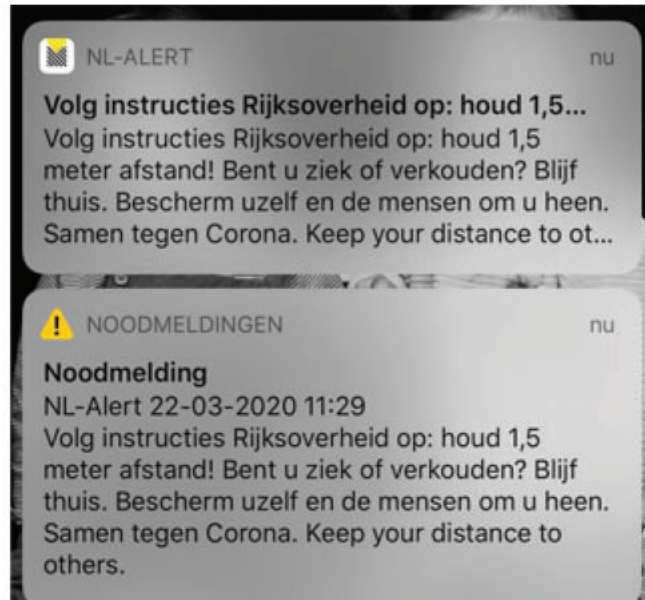 NL-ALERT nu
Volg instructies Rijksoverheid op: houd 1,5...
Volg instructies Rijksoverheid op: houd 1,5
meter afstand! Bent u ziek of verkouden? Blijf
thuis. Bescherm uzelf en de mensen om u heen.
Samen tegen Corona. Keep your distance to ot...
NOODMELDINGEN nu
Noodmelding
NL-Alert 22-03-2020 11:29
Volg instructies Rijksoverheid op: houd 1,5
meter afstand! Bent u ziek of verkouden? Blijf
thuis. Bescherm uzelf en de mensen om u heen.
Samen tegen Corona. Keep your distance to
others.